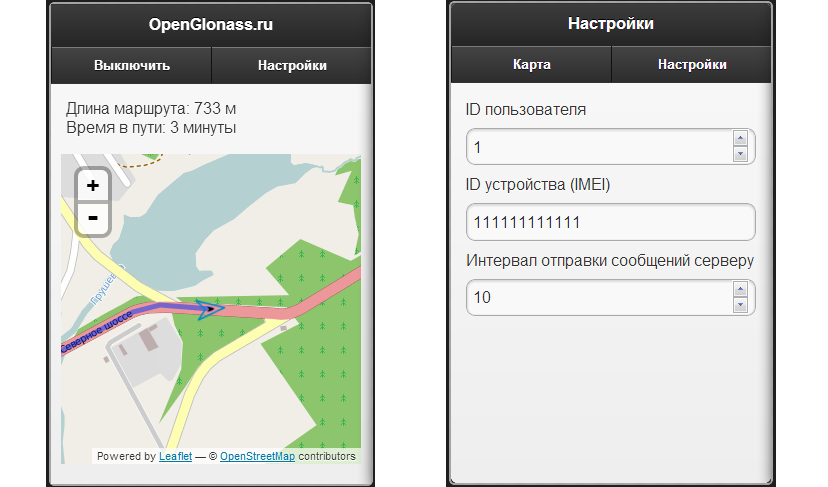 OpenGlonass.ru
Выключить
Настройки
Длина маршрута: 733 м
Время в пути: 3 минуты
+
-
Северное шоссе
Powered by Leaflet — © OpenStreetMap contributors
Настройки
Карта
Настройки
ID пользователя
1
ID устройства (IMEI)
111111111111
Интервал отправки сообщений серверу
10